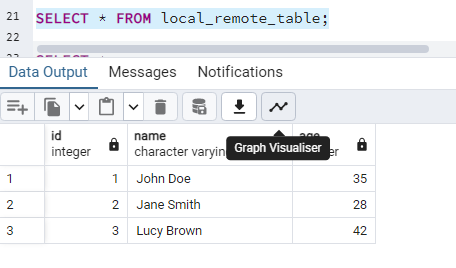 21
SELECT * FROM local_remote_table;
22
Data Output Messages Notifications
id name
integer character varying
Graph Visualiser
1 1 John Doe 35
2 2 Jane Smith 28
3 3 Lucy Brown 42